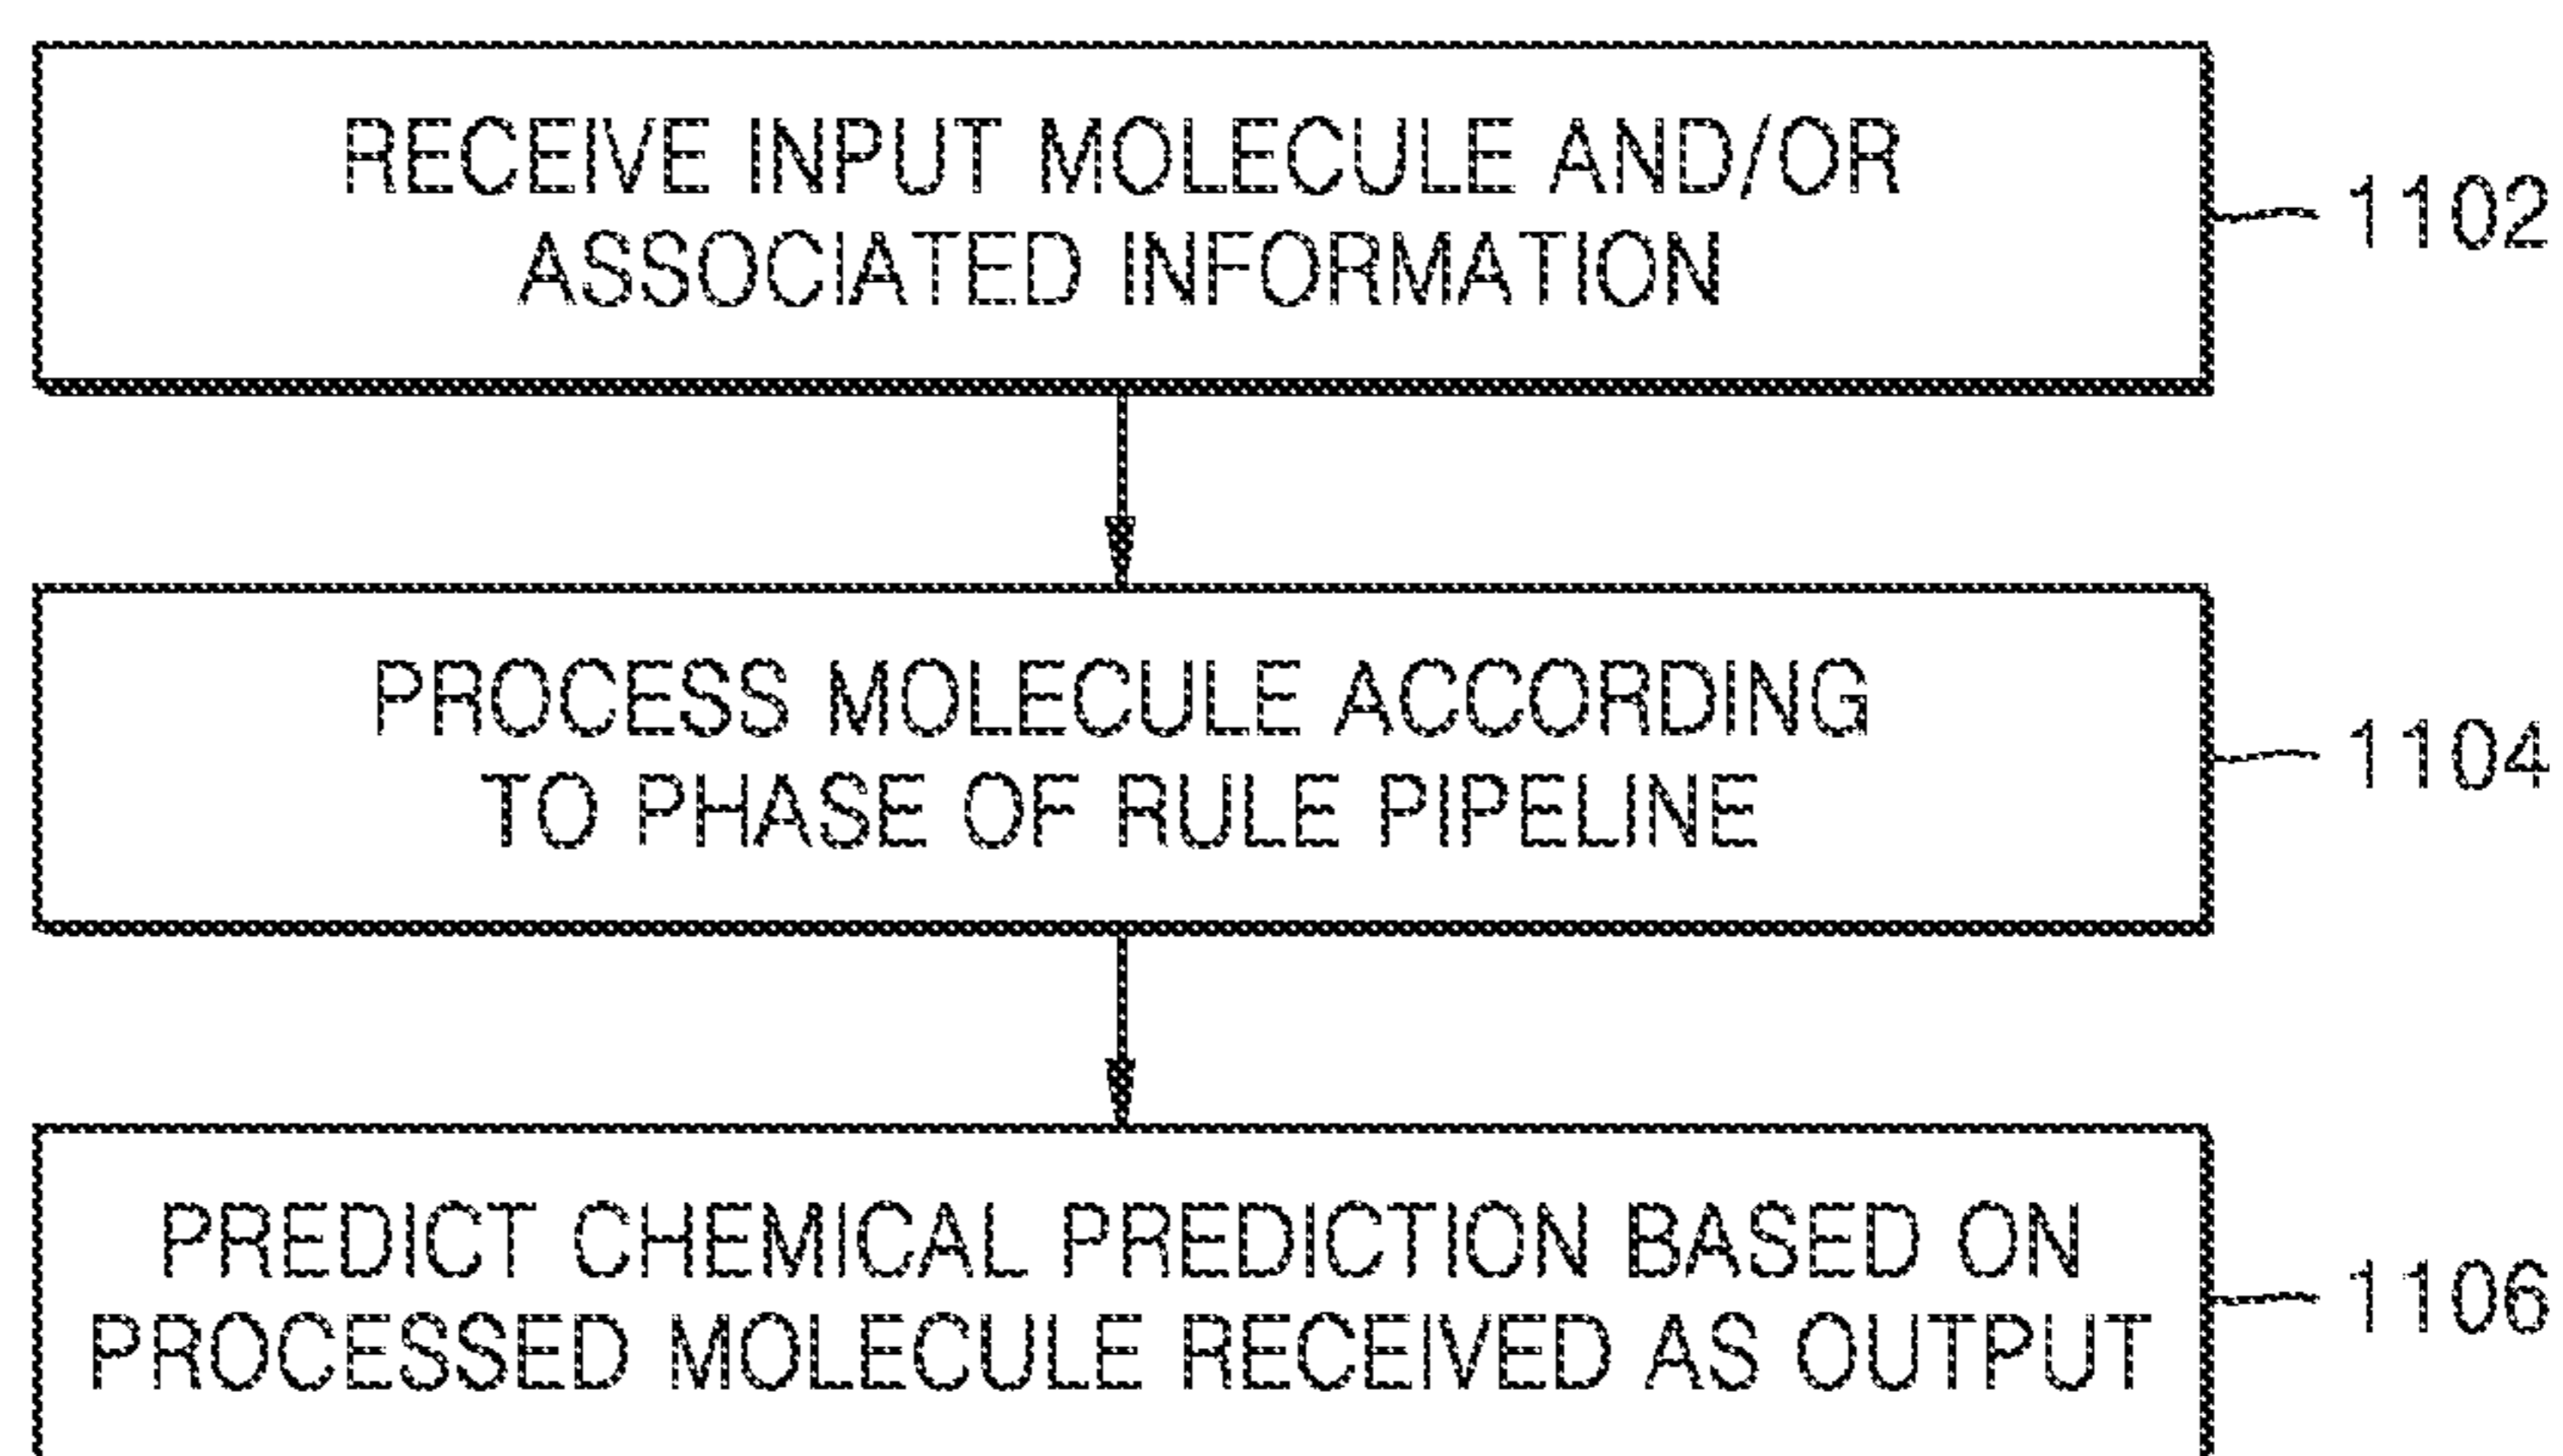 RECEIVE INPUT MOLECULE AND/OR
ASSOCIATED INFORMATION
1102
PROCESS MOLECULE ACCORDING
TO PHASE OF RULE PIPELINE
1104
PREDICT CHEMICAL PREDICTION BASED ON
PROCESSED MOLECULE RECEIVED AS OUTPUT
1106